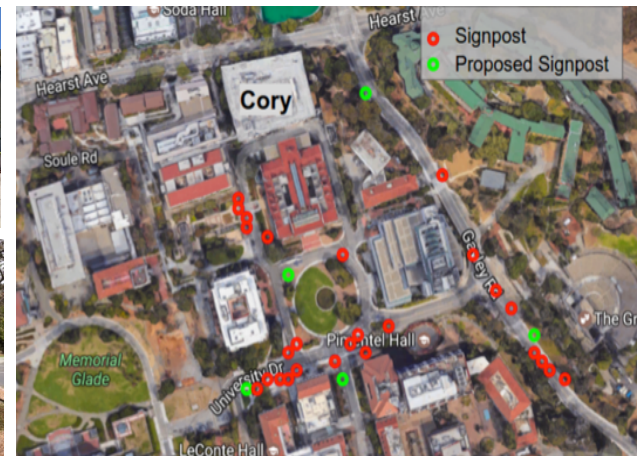 Soda Hall
Hearst Ave
Signpost
Proposed Signpost
Hearst Ave
Cory
Soule Rd
Gayley R
The Gr
Pimentel Hall
Memorial
Glade
University Dr
LeConte Hall